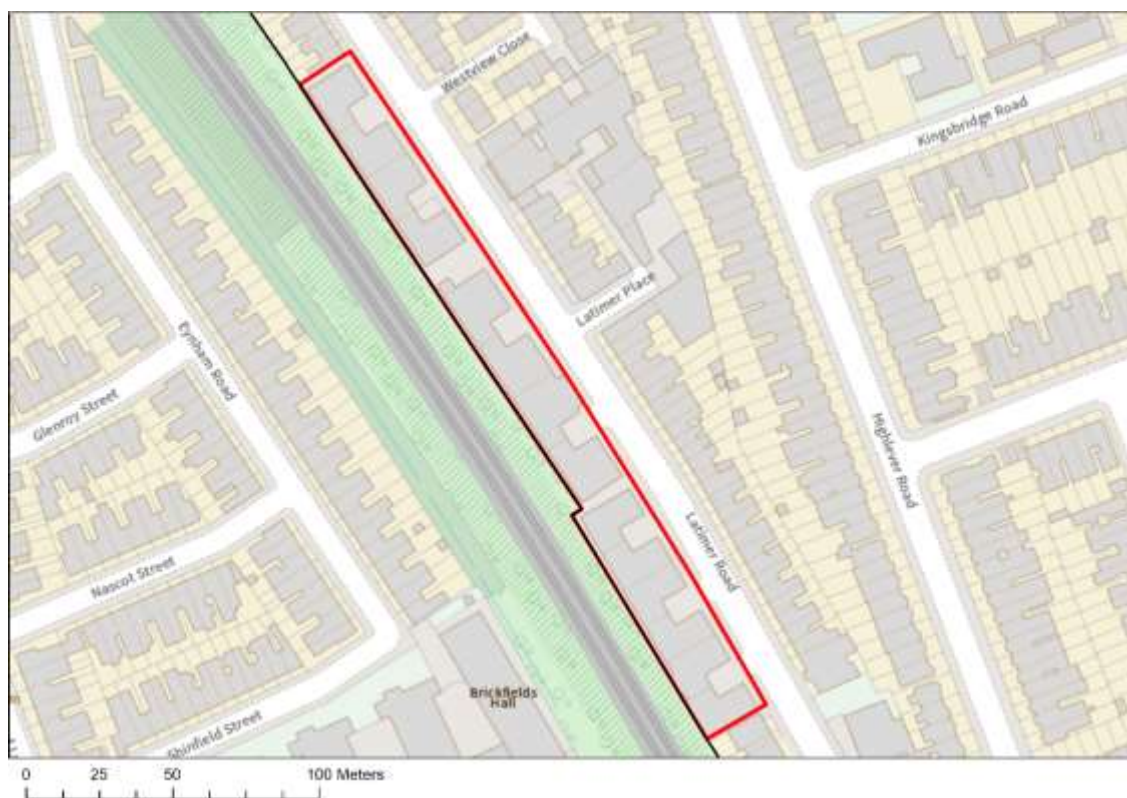 Westview Close
Kingsbridge Road
Latimer Place
Eynham Road
Glenroy Street
Highlever Road
Latimer Road
Nascot Street
Brickfields
Hall
Shinfield Street
0 25 50 100 Meters